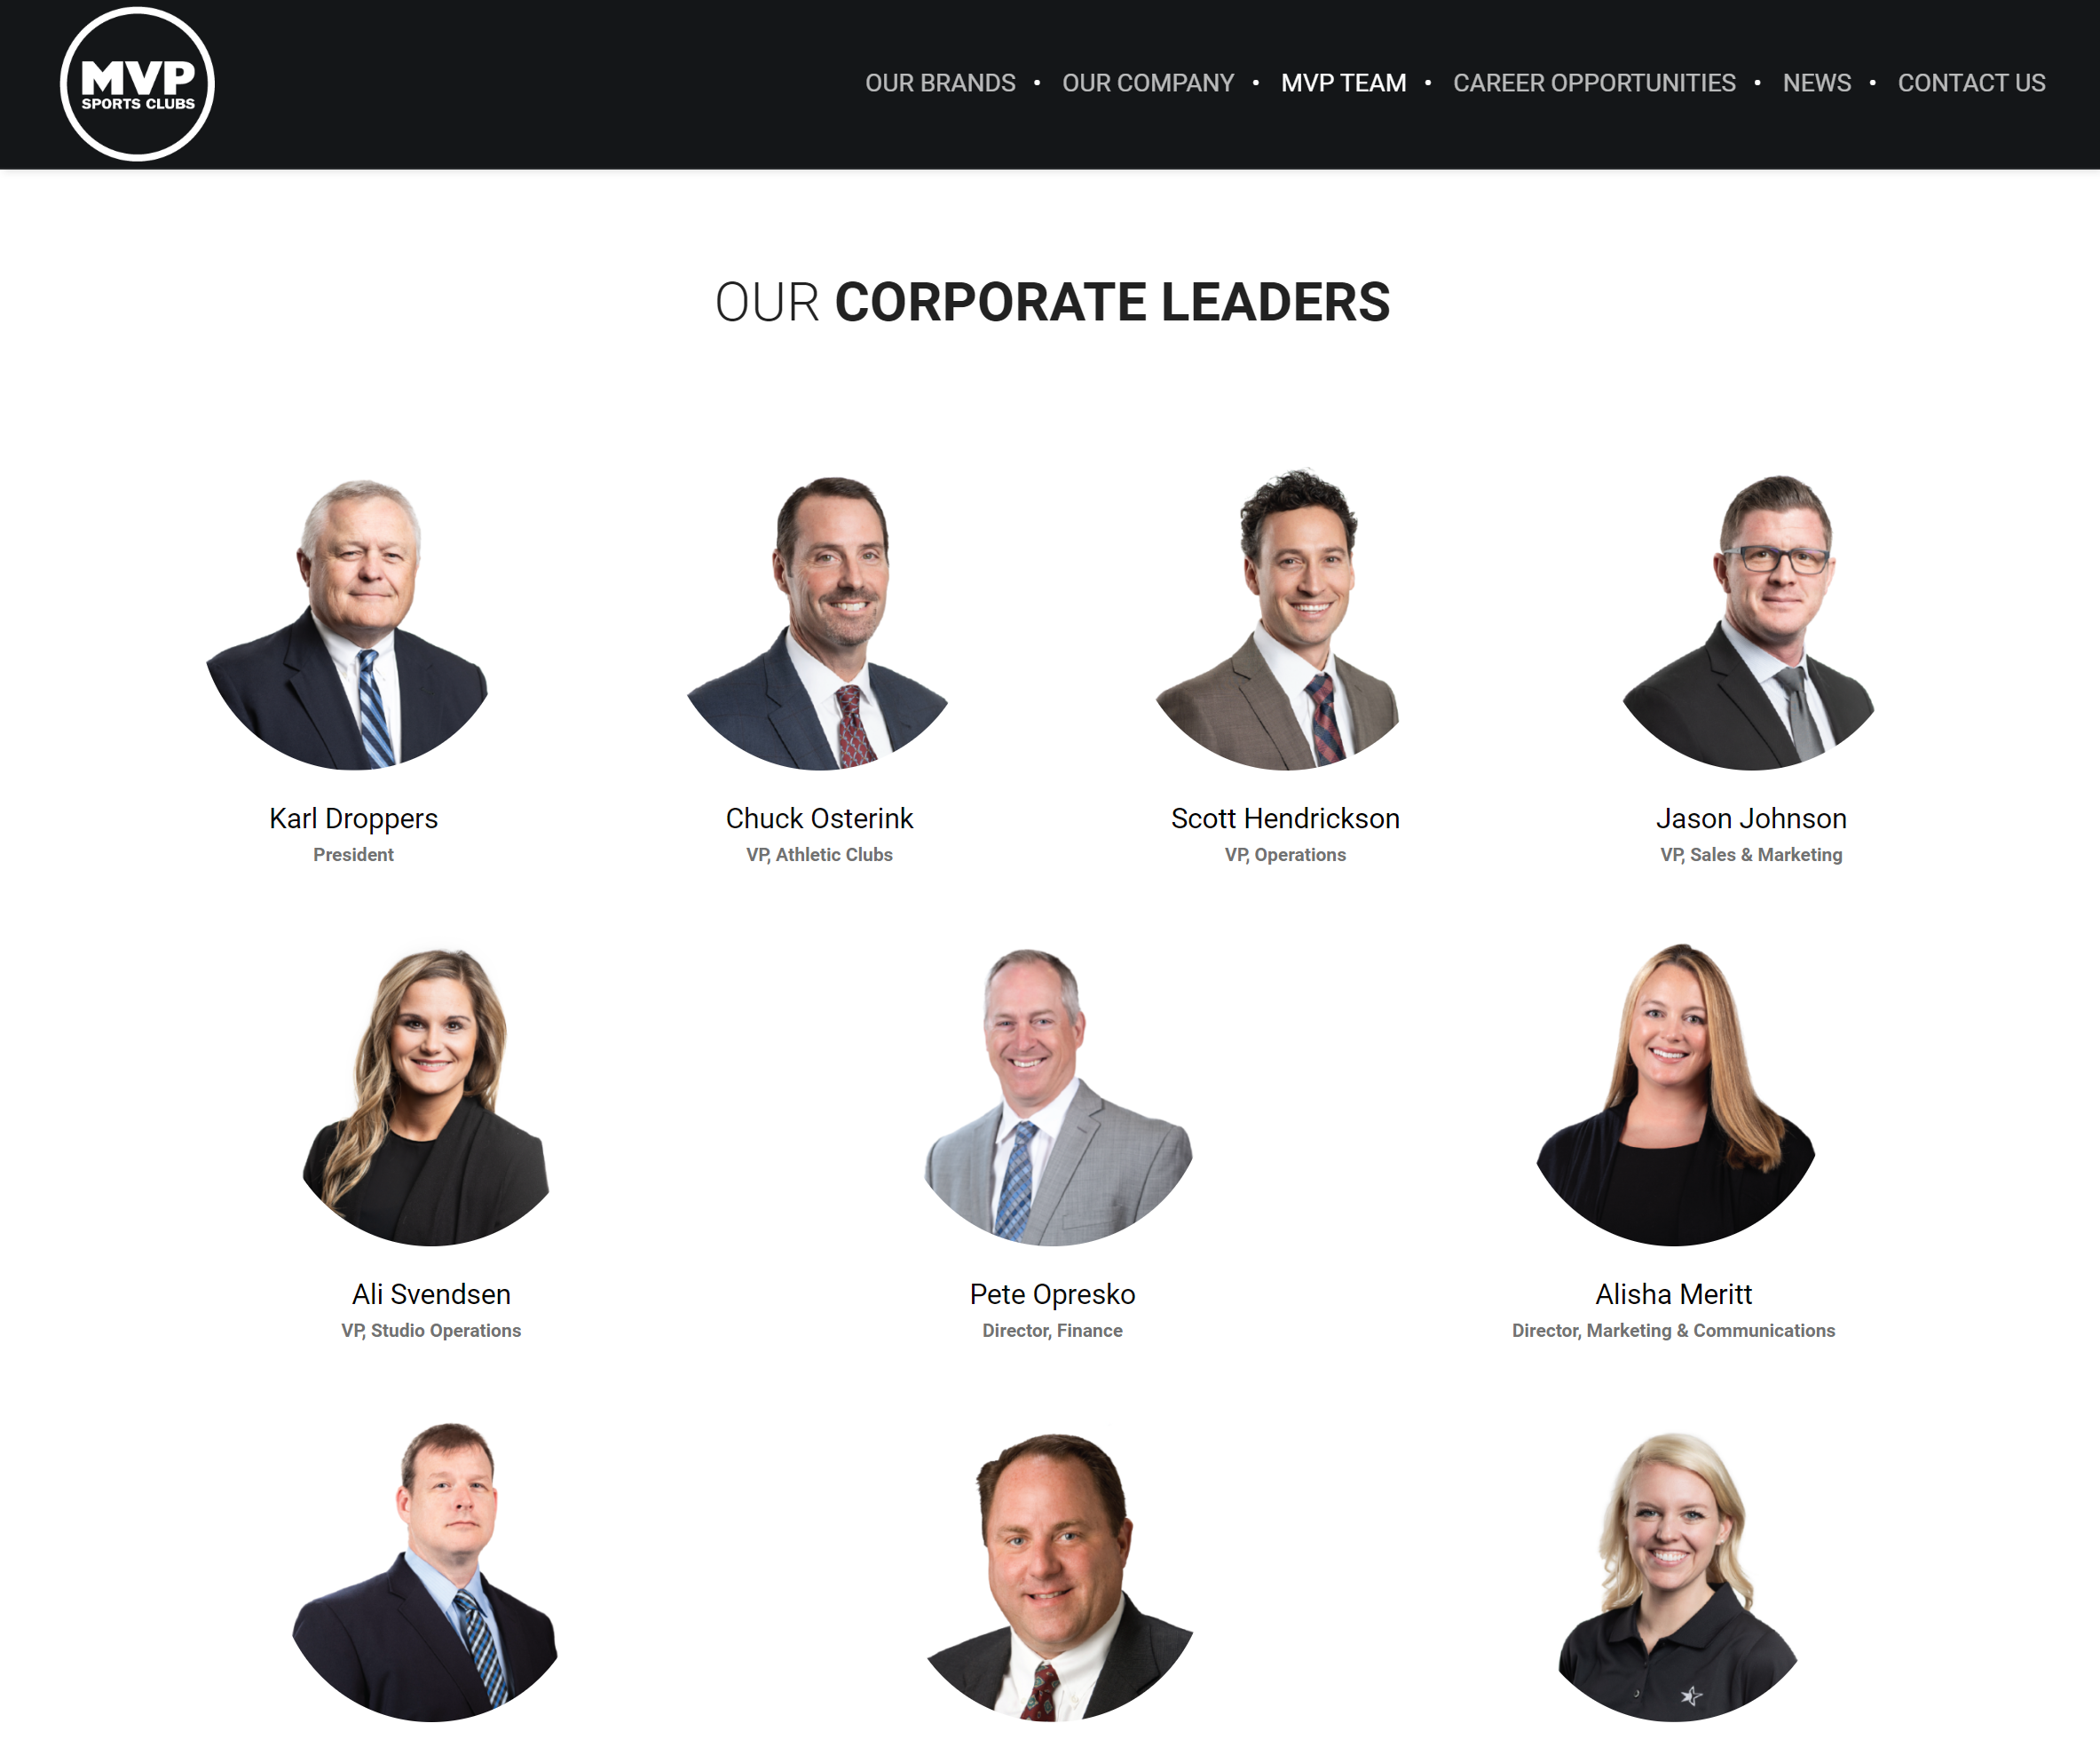 MVP
SPORTS CLUBS
OUR BRANDS • OUR COMPANY • MVP TEAM • CAREER OPPORTUNITIES • NEWS • CONTACT US
OUR CORPORATE LEADERS
Karl Droppers
President
Chuck Osterink
VP, Athletic Clubs
Scott Hendrickson
VP, Operations
Jason Johnson
VP, Sales & Marketing
Ali Svendsen
VP, Studio Operations
Pete Opresko
Director, Finance
Alisha Meritt
Director, Marketing & Communications